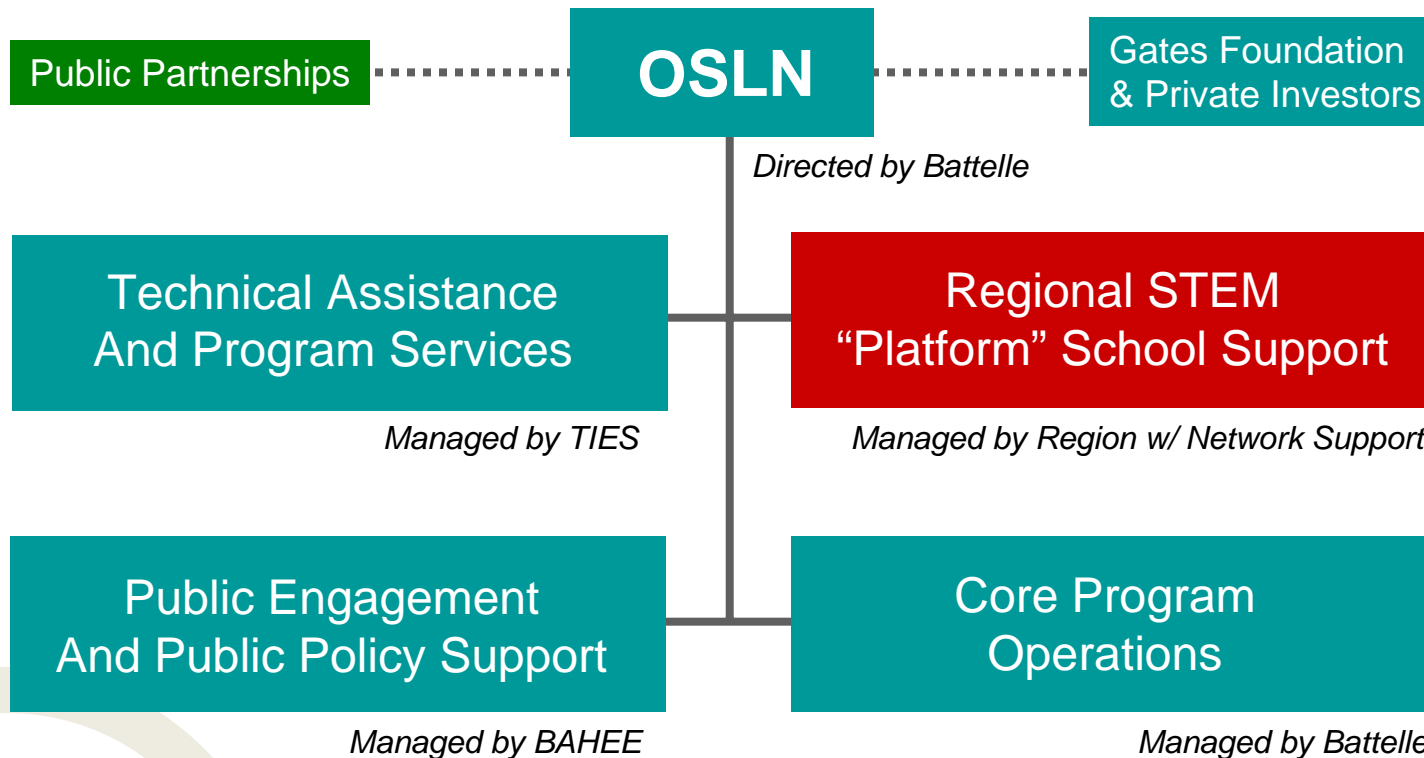 Public Partnerships
OSLN
Gates Foundation
& Private Investors
Directed by Battelle
Technical Assistance
And Program Services
Managed by TIES
Regional STEM
“Platform” School Support
Managed by Region w/ Network Support
Public Engagement
And Public Policy Support
Managed by BAHEE
Core Program
Operations
Managed by Battelle